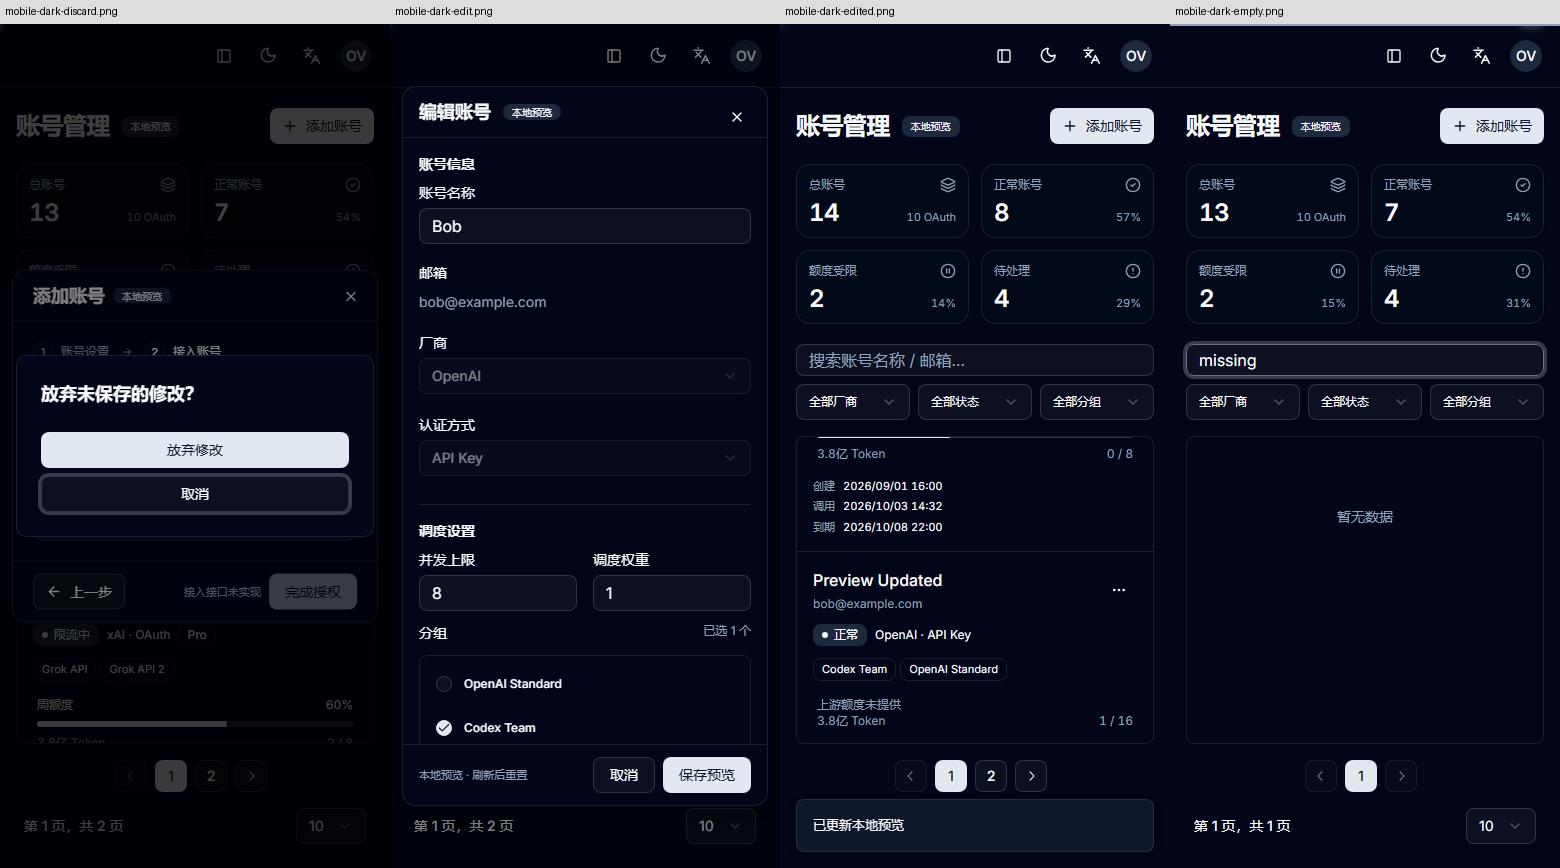 mobile-dark-discard.png
OV
账号管理
本地预览
添加账号
总账号
13
10 OAuth
正常账号
7
54%
额度受限
待处理
添加账号
本地预览
1 账号设置 → 2 接入账号
放弃未保存的修改?
放弃修改
取消
上一步
接入接口未实现
完成授权
限流中
xAI · OAuth
Pro
Grok API
Grok API 2
周额度
60%
3.8亿 Token
2 / 8
1
2
第 1 页，共 2 页
10
mobile-dark-edit.png
OV
编辑账号
本地预览
账号信息
账号名称
Bob
邮箱
bob@example.com
厂商
OpenAI
认证方式
API Key
调度设置
并发上限
调度权重
8
1
分组
已选 1 个
OpenAI Standard
Codex Team
本地预览 · 刷新后重置
取消
保存预览
第 1 页，共 2 页
10
mobile-dark-edited.png
OV
账号管理
本地预览
添加账号
总账号
14
10 OAuth
正常账号
8
57%
额度受限
2
14%
待处理
4
29%
搜索账号名称 / 邮箱...
全部厂商
全部状态
全部分组
3.8亿 Token
0 / 8
创建 2026/09/01 16:00
调用 2026/10/03 14:32
到期 2026/10/08 22:00
Preview Updated
bob@example.com
正常
OpenAI · API Key
Codex Team
OpenAI Standard
上游额度未提供
3.8亿 Token
1 / 16
1
2
已更新本地预览
mobile-dark-empty.png
OV
账号管理
本地预览
添加账号
总账号
13
10 OAuth
正常账号
7
54%
额度受限
2
15%
待处理
4
31%
missing
全部厂商
全部状态
全部分组
暂无数据
1
第 1 页，共 1 页
10